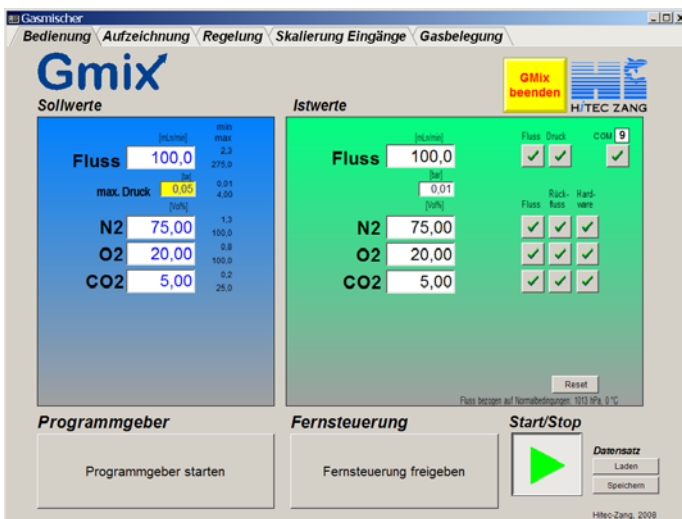 Gasmischer
Bedienung Aufzeichnung Regelung Skalierung Eingänge Gasbelegung
Gmix
GMix
beenden
HiTEC ZANG
Sollwerte
Istwerte
[mLn/min] min
max
Fluss 100,0 2,3
275,0
[bar]
max. Druck 0,05 0,01
4,00
[Vol%]
N2 75,00 1,3
100,0
O2 20,00 0,8
100,0
CO2 5,00 0,2
25,0
[mLn/min] Fluss Druck COM 9
Fluss 100,0
[bar]
0,01
[Vol%] Fluss Rück-
fluss Hard-
ware
N2 75,00
O2 20,00
CO2 5,00
Reset
Fluss bezogen auf Normalbedingungen: 1013 hPa, 0 °C
Programmgeber
Programmgeber starten
Fernsteuerung
Fernsteuerung freigeben
Start/Stop
Datensatz
Laden
Speichern
Hitec-Zang, 2008